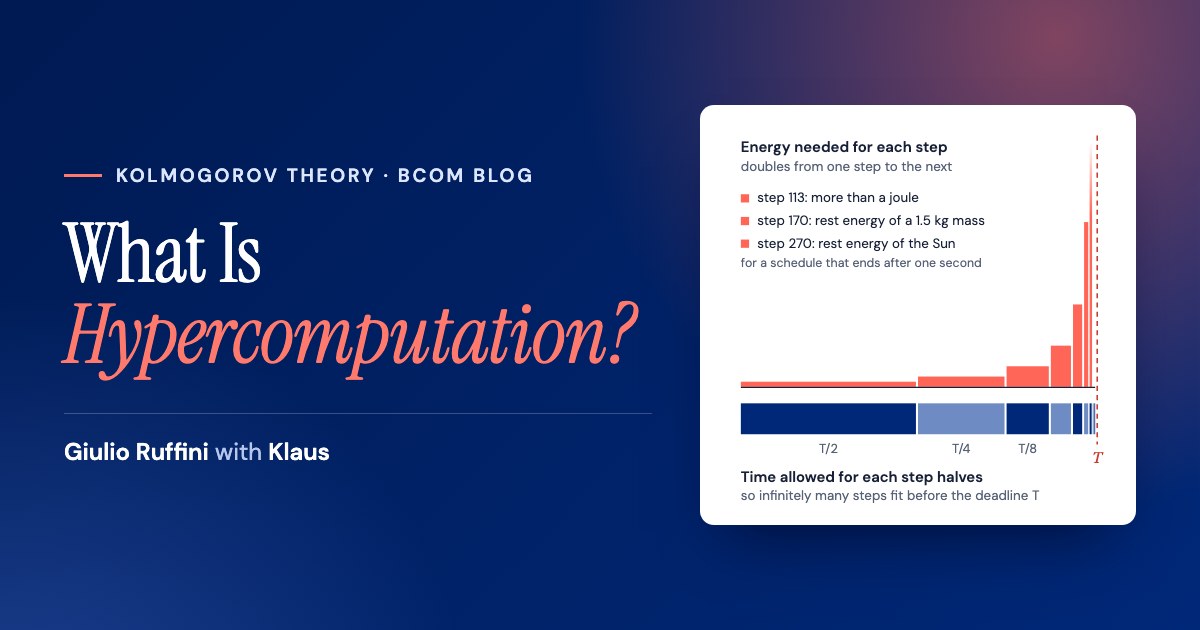 KOLMOGOROV THEORY · BCOM BLOG
What Is
Hypercomputation?
Giulio Ruffini with Klaus
Energy needed for each step
doubles from one step to the next
step 113: more than a joule
step 170: rest energy of a 1.5 kg mass
step 270: rest energy of the Sun
for a schedule that ends after one second
T/2 T/4 T/8
T
Time allowed for each step halves
so infinitely many steps fit before the deadline T